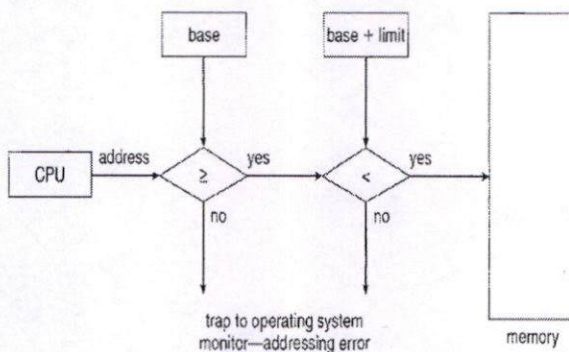 base
base + limit
address
yes
yes
CPU
≥
<
no
no
trap to operating system
monitor—addressing error
memory